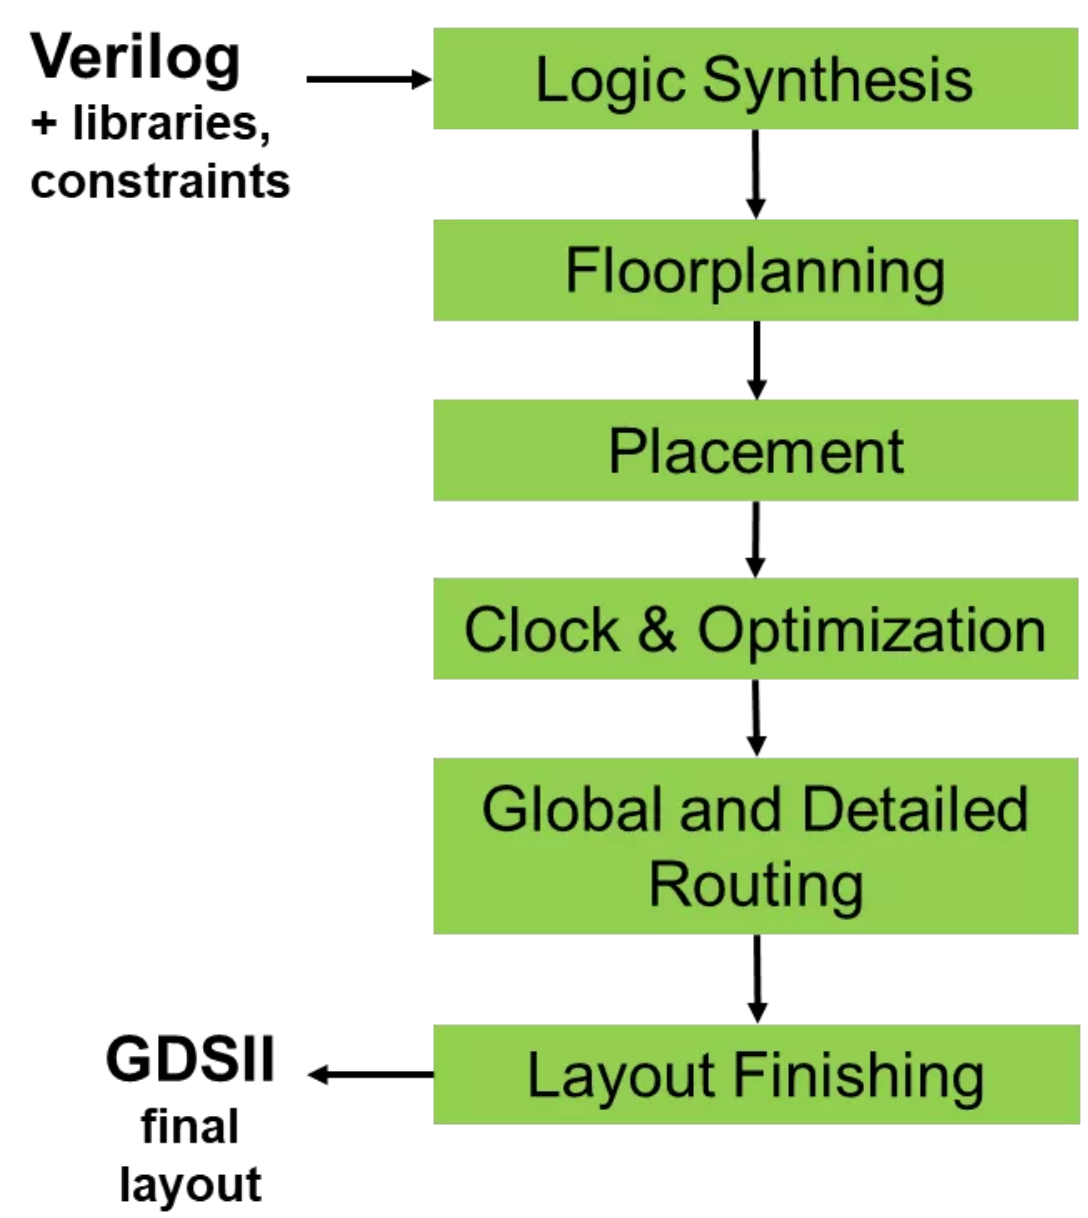 Verilog
+ libraries,
constraints
Logic Synthesis
Floorplanning
Placement
Clock & Optimization
Global and Detailed
Routing
Layout Finishing
GDSII
final
layout